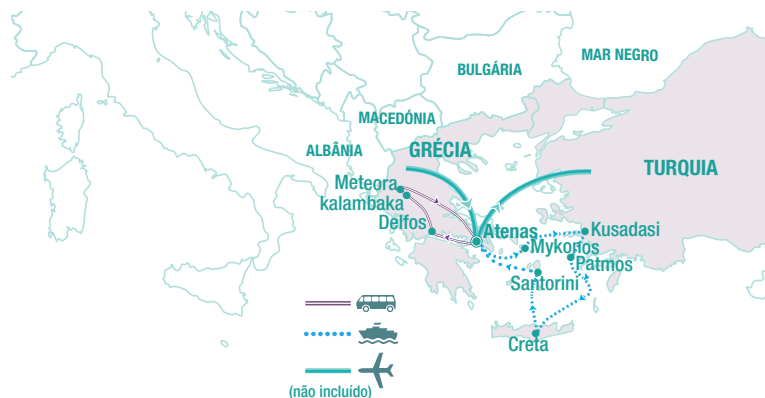 MAR NEGRO
BULGÁRIA
MACEDÓNIA
ALBÂNIA
GRÉCIA
TURQUIA
Meteora
kalambaka
Delfos
Atenas
Kusadasi
Mykonos
Patmos
Santorini
Creta
(não incluído)